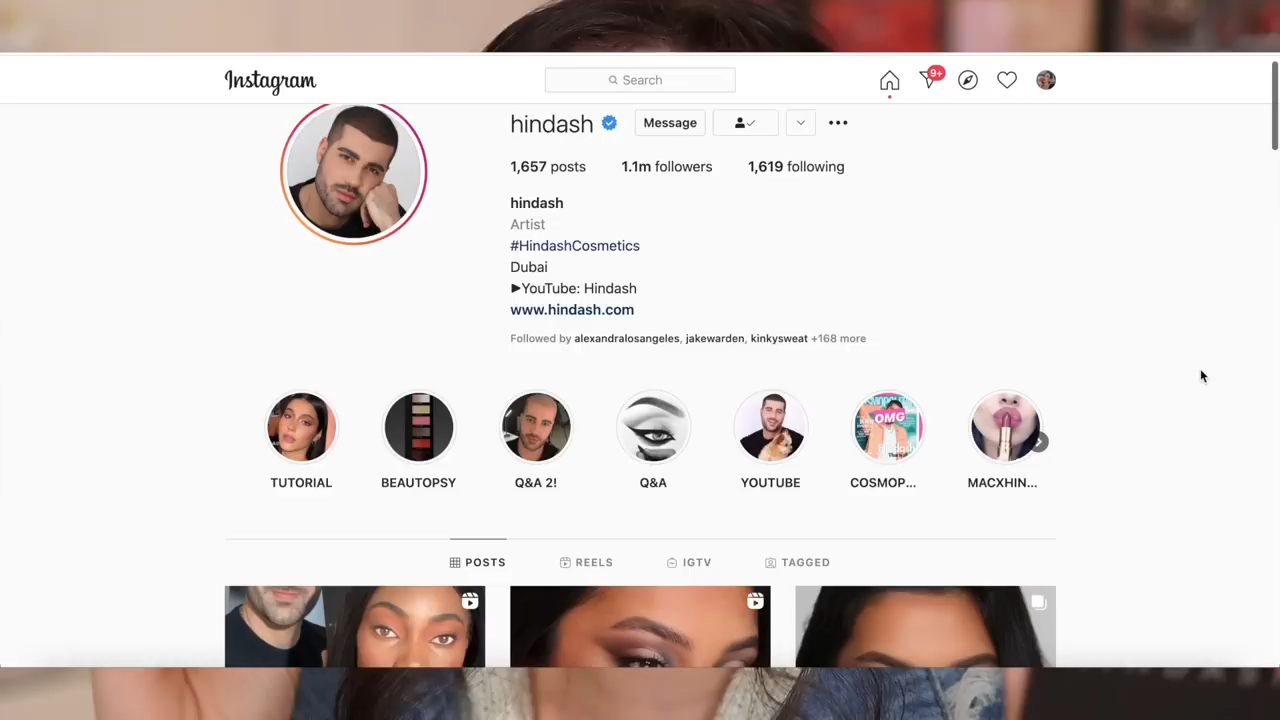 Instagram
Search
9+
hindash
Message
1,657 posts
1.1m followers
1,619 following
hindash
Artist
#HindashCosmetics
Dubai
▶YouTube: Hindash
www.hindash.com
Followed by alexandralosangeles, jakewarden, kinkysweat +168 more
OMG
TUTORIAL
BEAUTOPSY
Q&A 2!
Q&A
YOUTUBE
COSMOP...
MACXHIN...
POSTS
REELS
IGTV
TAGGED